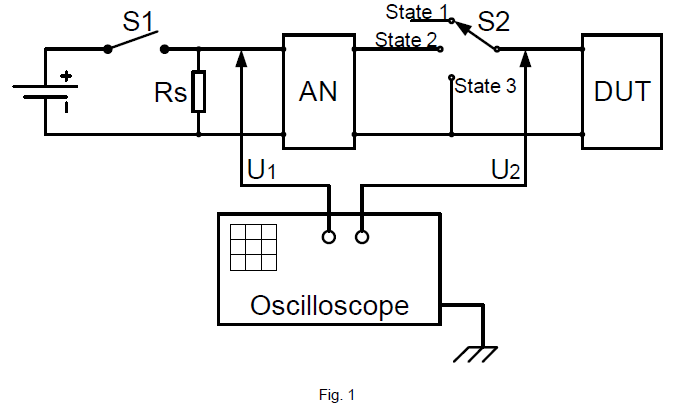 State 1
S1
S2
State 2
+
Rs
AN
State 3
DUT
U1
U2
Oscilloscope
Fig. 1